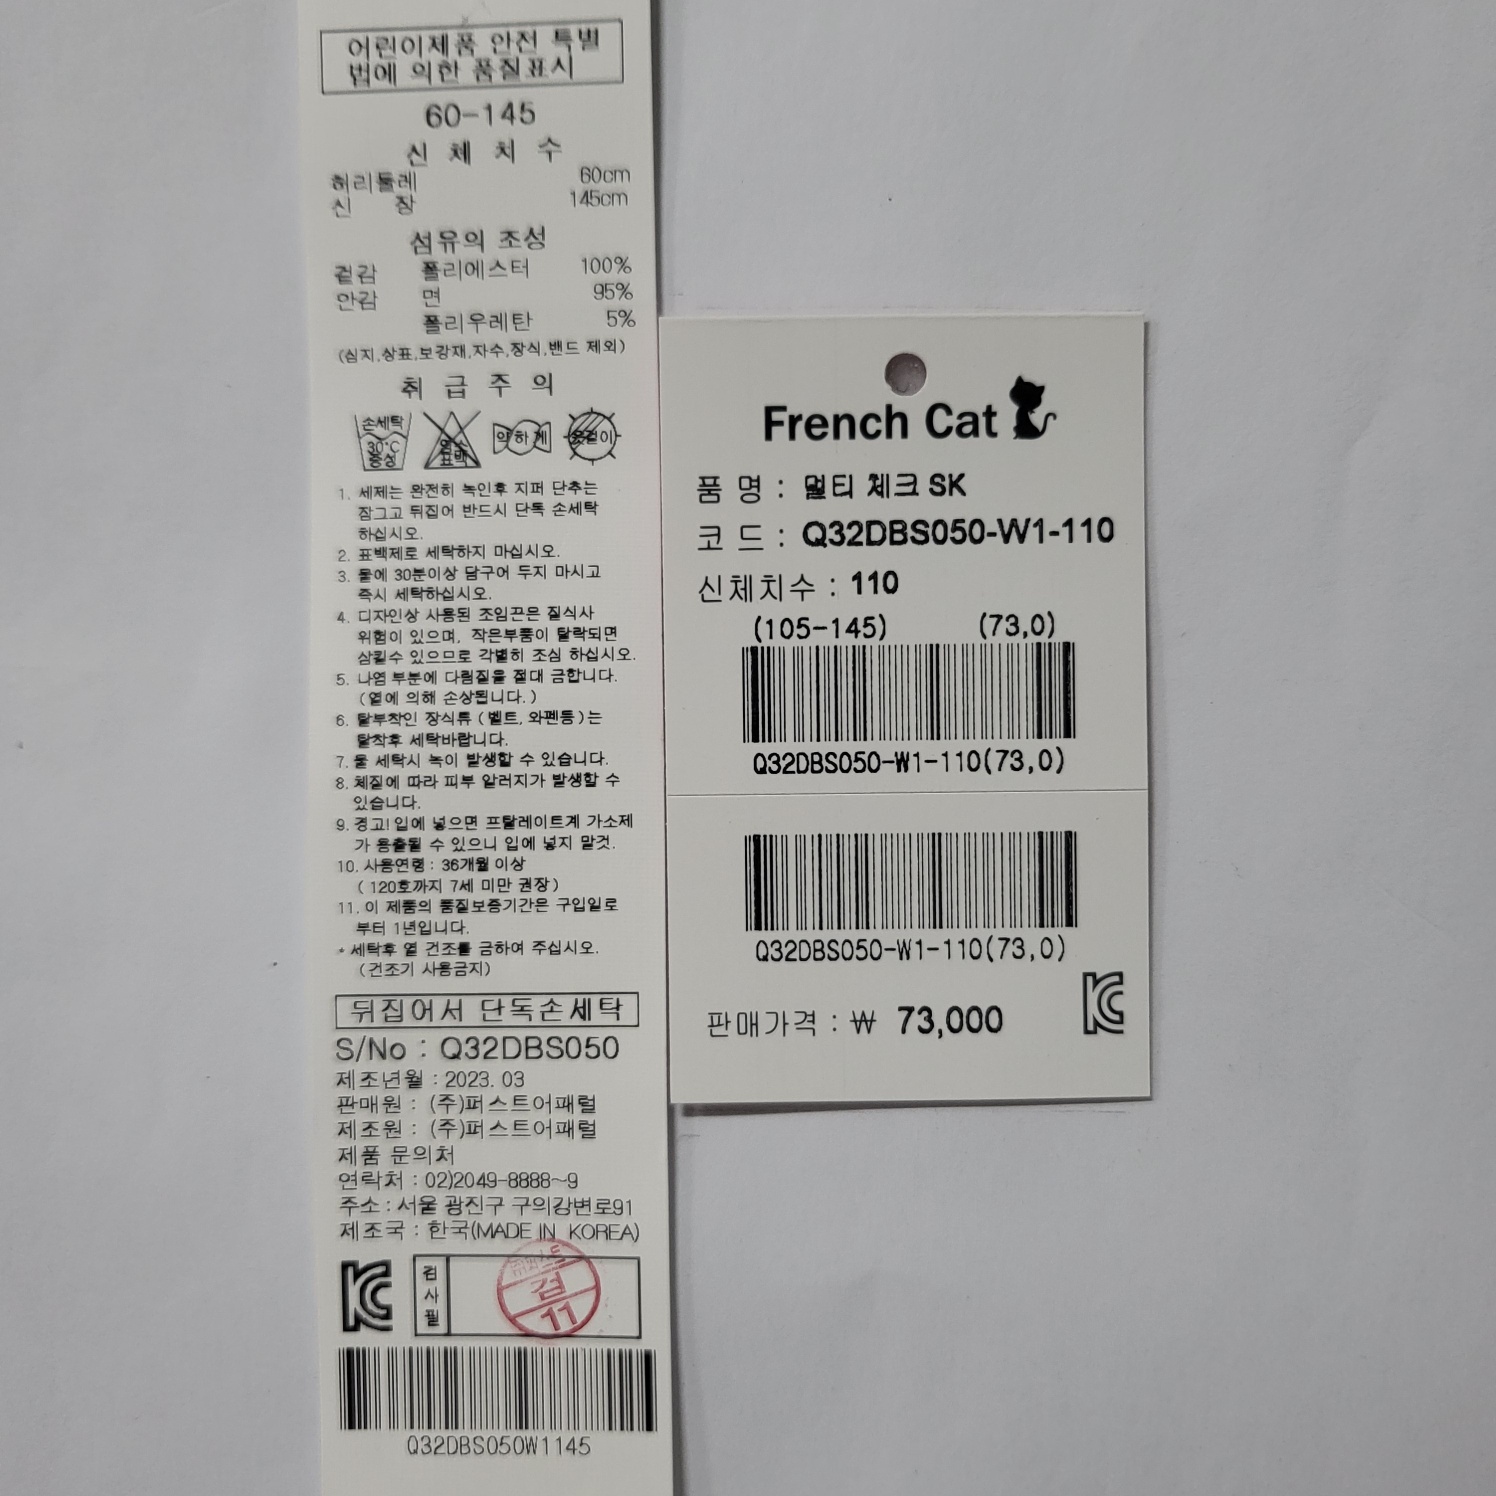 어린이제품 안전 특별
법에 의한 품질표시
60-145
신 체 치 수
허리둘레 60cm
신 장 145cm
섬유의 조성
겉감 폴리에스터 100%
안감 면 95%
폴리우레탄 5%
(심지,상표,보강재,자수,장식,밴드 제외)
취 급 주 의
손세탁 30°C 중성
염소 표백
약하게
옷걸이
1. 세제는 완전히 녹인후 지퍼 단추는
잠그고 뒤집어 반드시 단독 손세탁
하십시오.
2. 표백제로 세탁하지 마십시오.
3. 물에 30분이상 담구어 두지 마시고
즉시 세탁하십시오.
4. 디자인상 사용된 조임끈은 질식사
위험이 있으며, 작은부품이 탈락되면
삼킬수 있으므로 각별히 조심 하십시오.
5. 나염 부분에 다림질을 절대 금합니다.
(열에 의해 손상됩니다.)
6. 탈부착인 장식류 (벨트, 와펜등)는
탈착후 세탁바랍니다.
7. 물 세탁시 녹이 발생할 수 있습니다.
8. 체질에 따라 피부 알러지가 발생할 수
있습니다.
9. 경고! 입에 넣으면 프탈레이트계 가소제
가 용출될 수 있으니 입에 넣지 말것.
10. 사용연령 : 36개월 이상
( 120호까지 7세 미만 권장 )
11. 이 제품의 품질보증기간은 구입일로
부터 1년입니다.
* 세탁후 열 건조를 금하여 주십시오.
(건조기 사용금지)
뒤집어서 단독손세탁
S/No : Q32DBS050
제조년월 : 2023. 03
판매원 : (주)퍼스트어패럴
제조원 : (주)퍼스트어패럴
제품 문의처
연락처 : 02)2049-8888~9
주소 : 서울 광진구 구의강변로91
제조국 : 한국(MADE IN KOREA)
KC
검사필
검
11
Q32DBS050W1145
French Cat
품 명 : 멀티 체크 SK
코 드 : Q32DBS050-W1-110
신체치수 : 110
(105-145) (73,0)
Q32DBS050-W1-110(73,0)
Q32DBS050-W1-110(73,0)
KC
판매가격 : ₩ 73,000